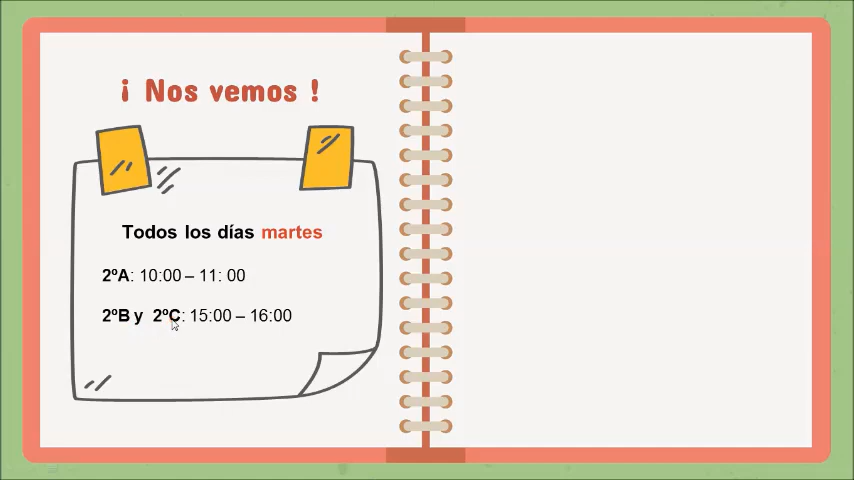 ¡ Nos vemos !
Todos los días martes
2ºA: 10:00 – 11: 00
2ºB y 2ºC: 15:00 – 16:00